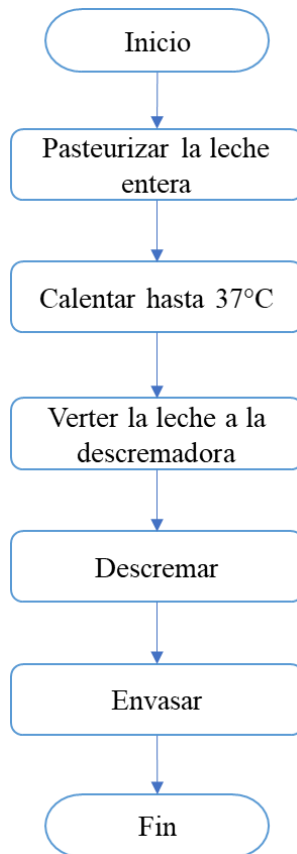 Inicio
Pasteurizar la leche
entera
Calentar hasta 37°C
Verter la leche a la
descremadora
Descremar
Envasar
Fin